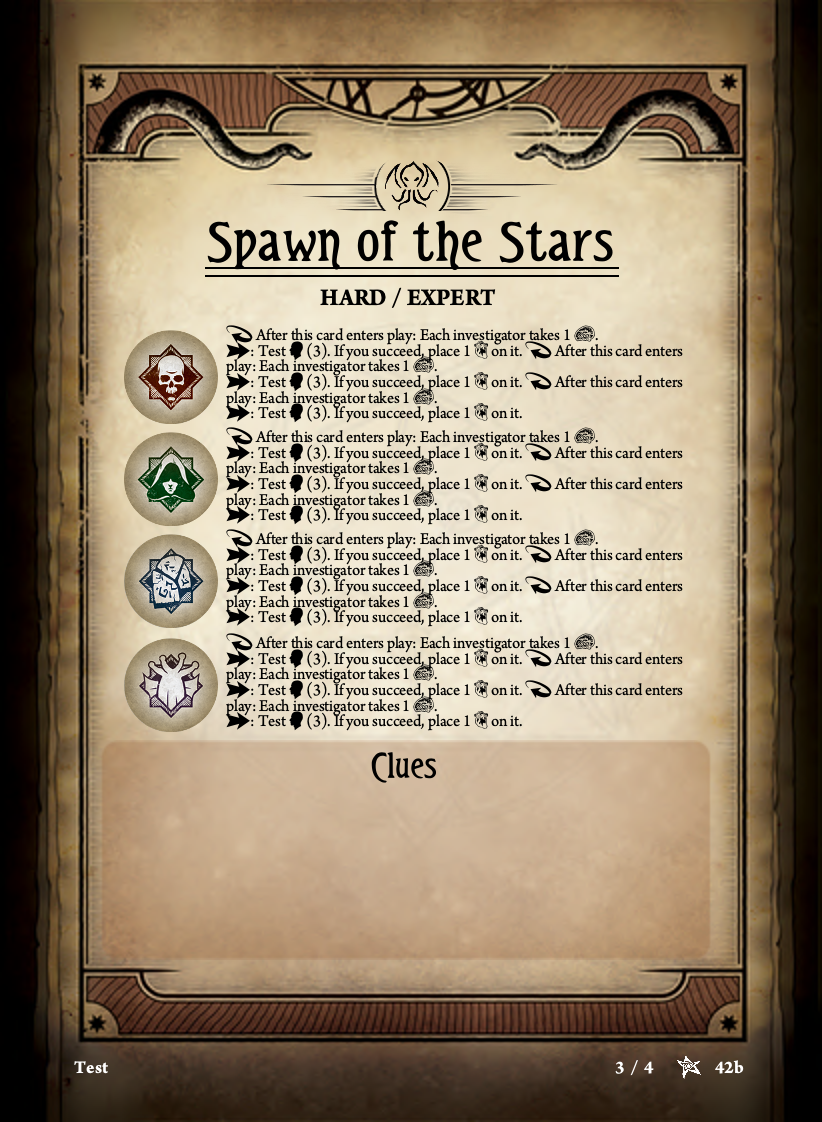 Spawn of the Stars
HARD / EXPERT
After this card enters play: Each investigator takes 1 .
: Test (3). If you succeed, place 1 on it. After this card enters
play: Each investigator takes 1 .
: Test (3). If you succeed, place 1 on it. After this card enters
play: Each investigator takes 1 .
: Test (3). If you succeed, place 1 on it.
After this card enters play: Each investigator takes 1 .
: Test (3). If you succeed, place 1 on it. After this card enters
play: Each investigator takes 1 .
: Test (3). If you succeed, place 1 on it. After this card enters
play: Each investigator takes 1 .
: Test (3). If you succeed, place 1 on it.
After this card enters play: Each investigator takes 1 .
: Test (3). If you succeed, place 1 on it. After this card enters
play: Each investigator takes 1 .
: Test (3). If you succeed, place 1 on it. After this card enters
play: Each investigator takes 1 .
: Test (3). If you succeed, place 1 on it.
After this card enters play: Each investigator takes 1 .
: Test (3). If you succeed, place 1 on it. After this card enters
play: Each investigator takes 1 .
: Test (3). If you succeed, place 1 on it. After this card enters
play: Each investigator takes 1 .
: Test (3). If you succeed, place 1 on it.
Clues
Test 3 / 4 42b